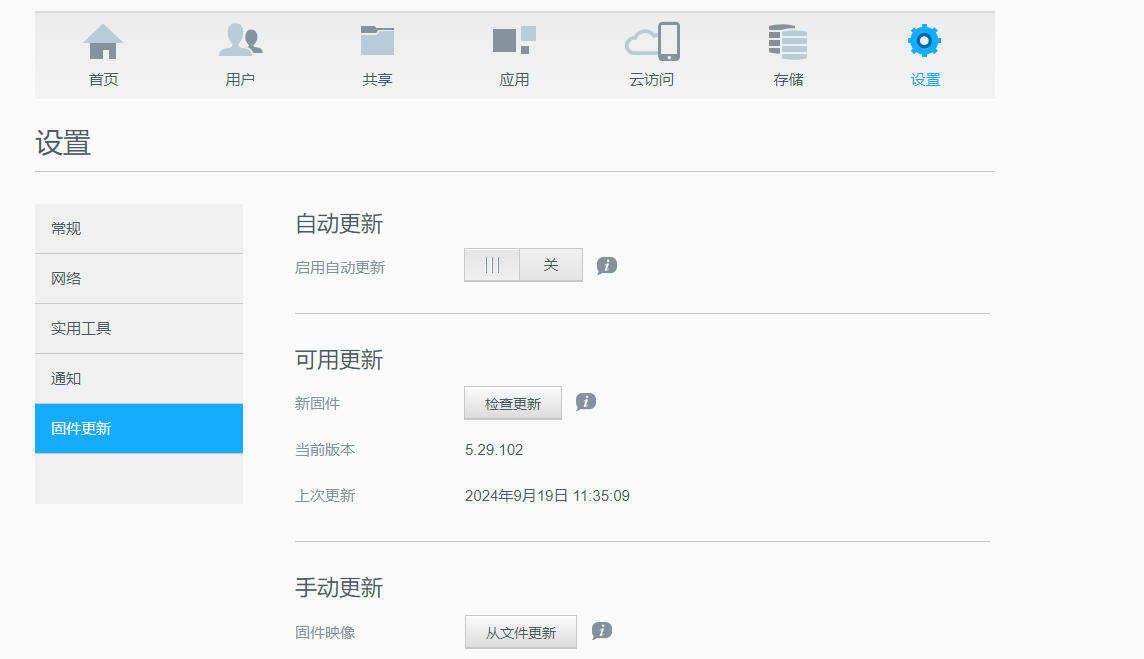 首页 用户 共享 应用 云访问 存储 设置
设置
常规
网络
实用工具
通知
固件更新
自动更新
启用自动更新 关
可用更新
新固件 检查更新
当前版本 5.29.102
上次更新 2024年9月19日 11:35:09
手动更新
固件映像 从文件更新